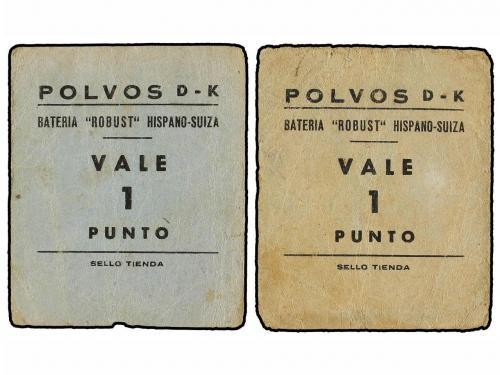 POLVOS D-K
BATERIA "ROBUST" HISPANO-SUIZA
VALE
1
PUNTO
SELLO TIENDA
POLVOS D-K
BATERIA "ROBUST" HISPANO-SUIZA
VALE
1
PUNTO
SELLO TIENDA